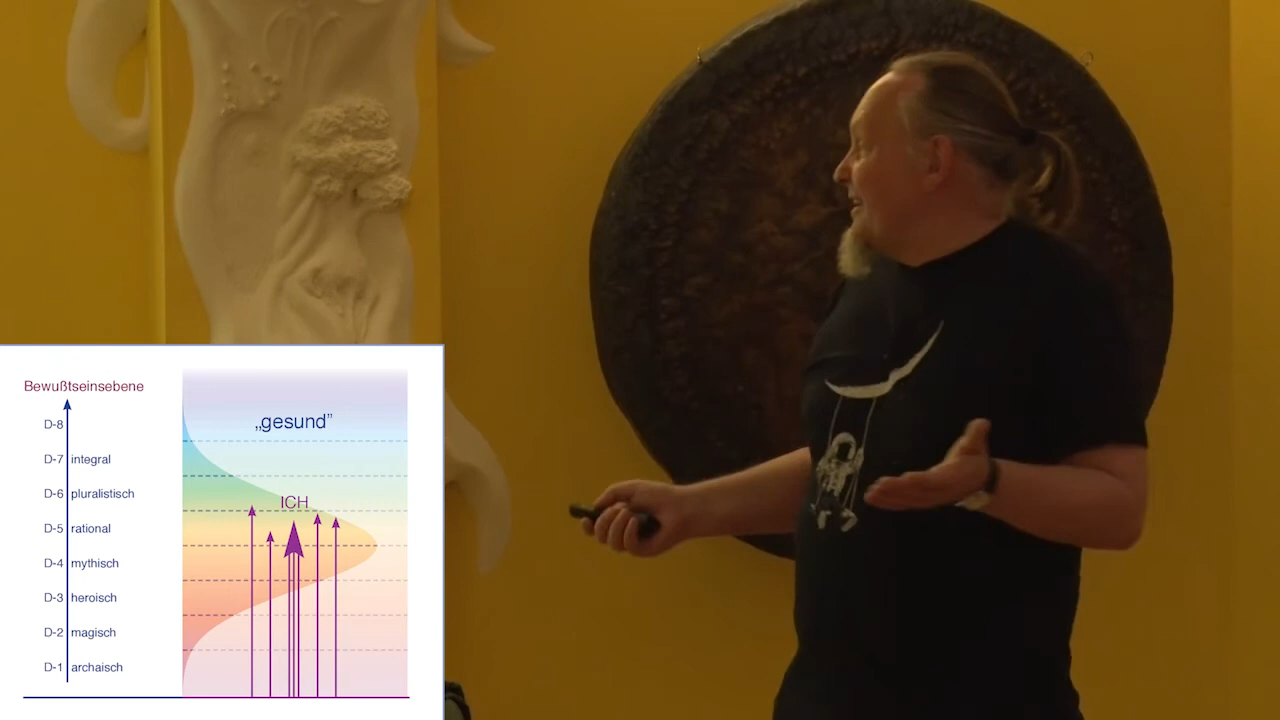 Bewußtseinsebene
D-8
„gesund”
D-7 integral
D-6 pluralistisch
ICH
D-5 rational
D-4 mythisch
D-3 heroisch
D-2 magisch
D-1 archaisch